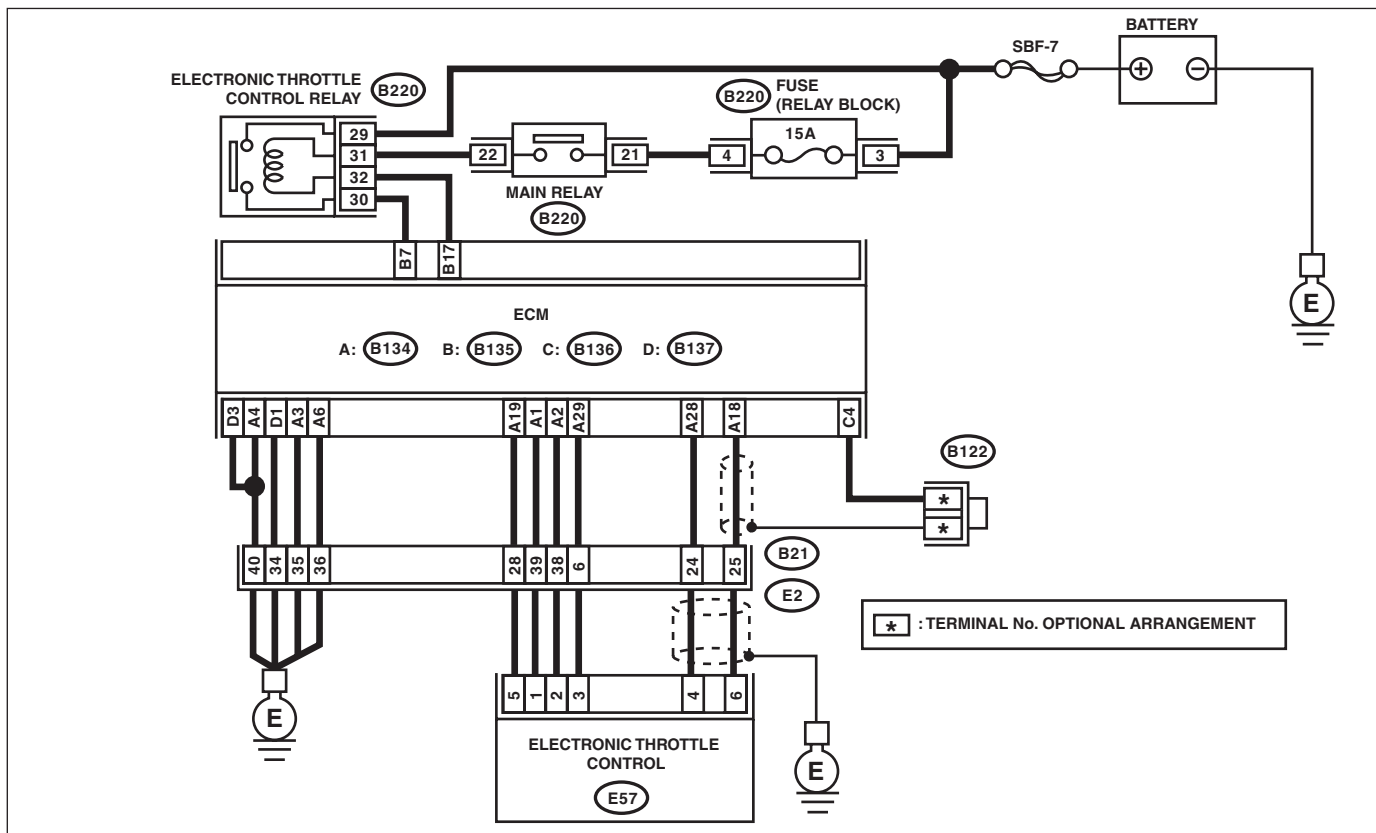 BATTERY
SBF-7
ELECTRONIC THROTTLE
CONTROL RELAY
B220
B220
FUSE
(RELAY BLOCK)
29
31
32
30
22
21
15A
4
3
MAIN RELAY
B220
E
B7
B17
ECM
A: B134 B: B135 C: B136 D: B137
D3
A4
D1
A3
A6
A19
A1
A2
A29
A28
A18
C4
B122
*
*
40
34
35
36
28
39
38
6
24
25
B21
E2
* : TERMINAL No. OPTIONAL ARRANGEMENT
5
1
2
3
4
6
E
ELECTRONIC THROTTLE
CONTROL
E57
E